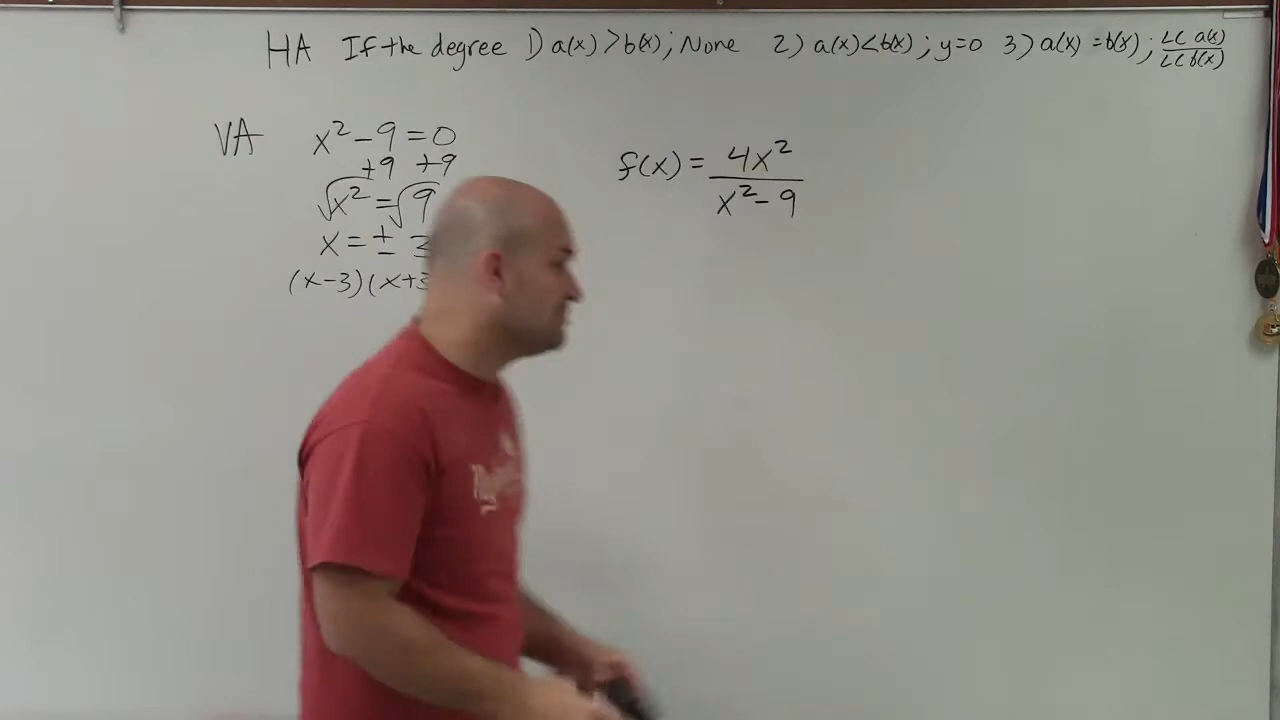 HA If the degree 1) a(x) > b(x); None 2) a(x) < b(x); y=0 3) a(x) = b(x); LC a(x) / LC b(x)
VA x² - 9 = 0
+9 +9
√x² = √9
x = ± 3
(x-3)(x+3
f(x) = 4x² / x² - 9